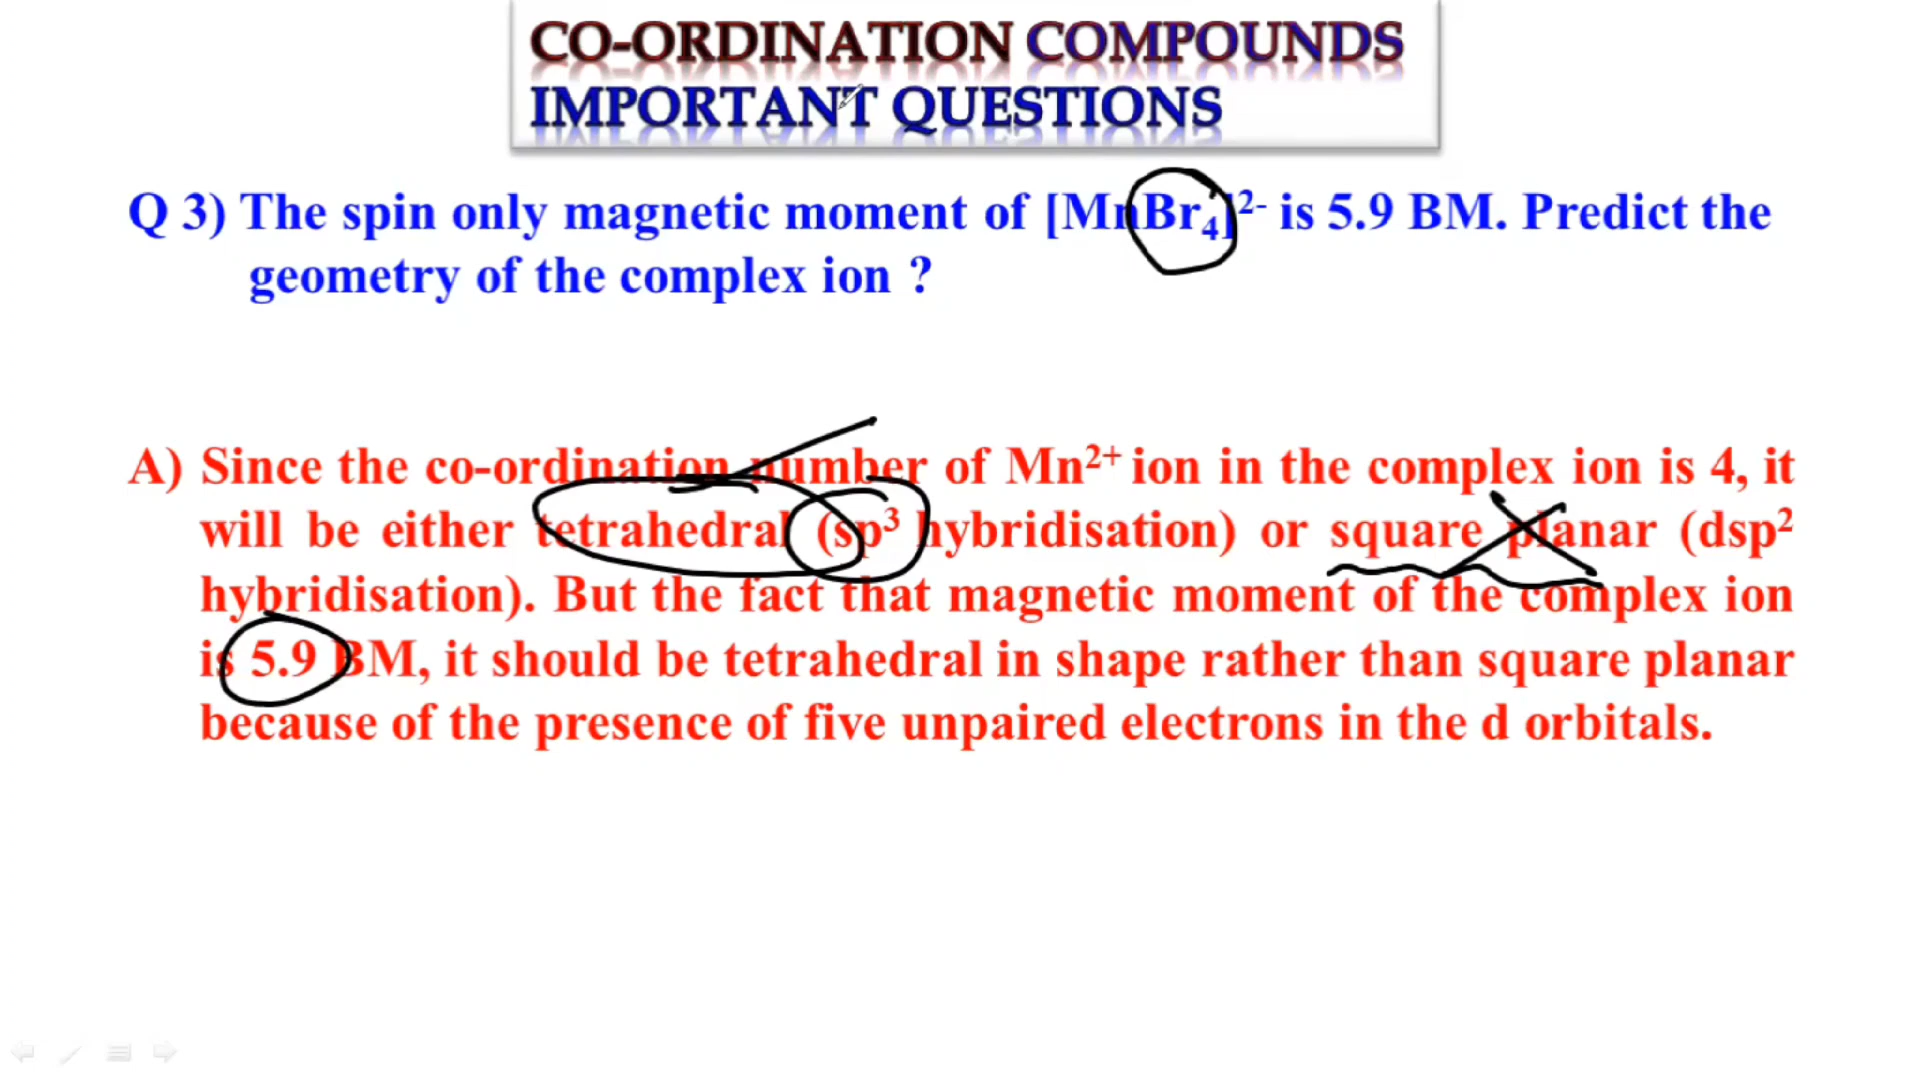 CO-ORDINATION COMPOUNDS
IMPORTANT QUESTIONS
Q 3) The spin only magnetic moment of [MnBr₄]²⁻ is 5.9 BM. Predict the
geometry of the complex ion ?
A) Since the co-ordination number of Mn²⁺ ion in the complex ion is 4, it
will be either tetrahedral (sp³ hybridisation) or square planar (dsp²
hybridisation). But the fact that magnetic moment of the complex ion
is 5.9 BM, it should be tetrahedral in shape rather than square planar
because of the presence of five unpaired electrons in the d orbitals.